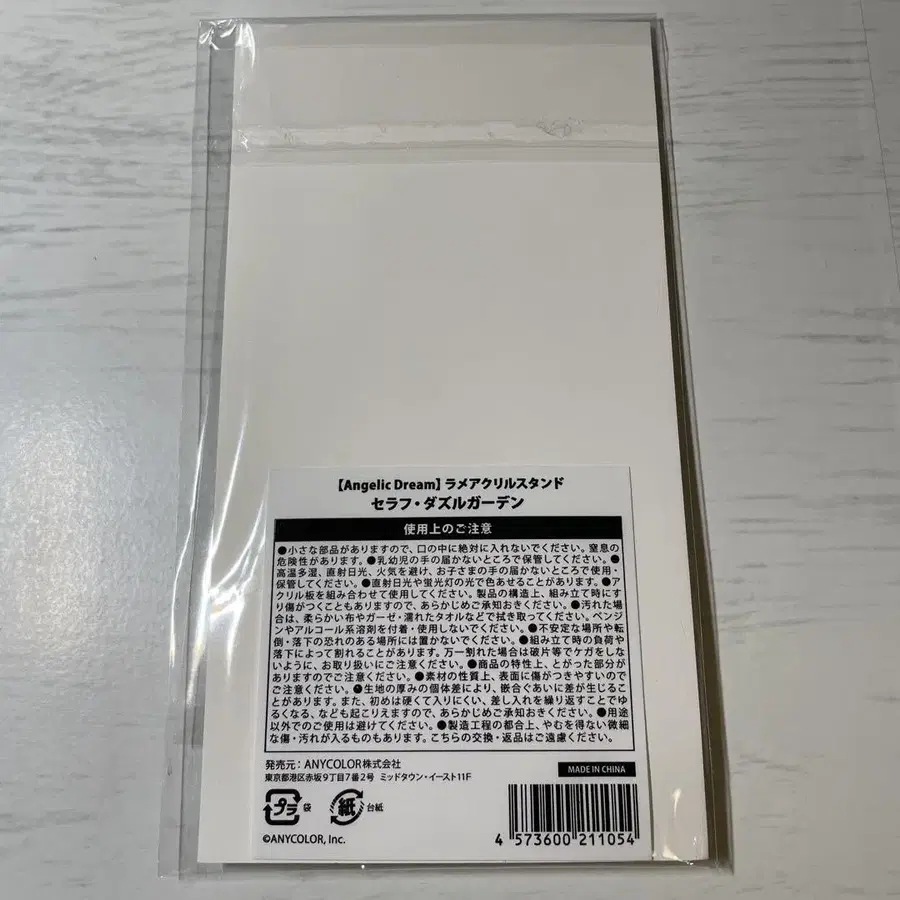 【Angelic Dream】ラメアクリルスタンド
セラフ・ダズルガーデン
使用上のご注意
●小さな部品がありますので、口の中に絶対に入れないでください。窒息の
危険性があります。●乳幼児の手の届かないところで保管してください。●
高温多湿、直射日光、火気を避け、お子さまの手の届かないところで使用・
保管してください。●直射日光や蛍光灯の光で色あせることがあります。●ア
クリル板を組み合わせて使用してください。製品の構造上、組み立て時にす
り傷がつくこともありますので、あらかじめご承知おきください。●汚れた場
合は、柔らかい布やガーゼ・濡れたタオルなどで拭き取ってください。ベンジ
ンやアルコール系溶剤を付着・使用しないでください。●不安定な場所や転
倒・落下の恐れのある場所には置かないでください。●組み立て時の負荷や
落下によって割れることがあります。万一割れた場合は破片等でケガをしな
いように、お取り扱いにご注意ください。●商品の特性上、とがった部分が
ありますのでご注意ください。●素材の性質上、表面に傷がつきやすいので
ご注意ください。●生地の厚みの個体差により、嵌合ぐあいに差が生じるこ
とがあります。また、初めは硬くて入りにくい、差し入れを繰り返すことでゆ
るくなる、なども起こりえますので、あらかじめご承知おきください。●用途
以外でのご使用は避けてください。●製造工程の都合上、やむを得ない微細
な傷・汚れが入るものもあります。こちらの交換・返品はご遠慮ください。
発売元：ANYCOLOR株式会社
東京都港区赤坂9丁目7番2号 ミッドタウン・イースト11F
MADE IN CHINA
プラ 袋 紙 台紙
©ANYCOLOR, Inc.
4 573600 211054